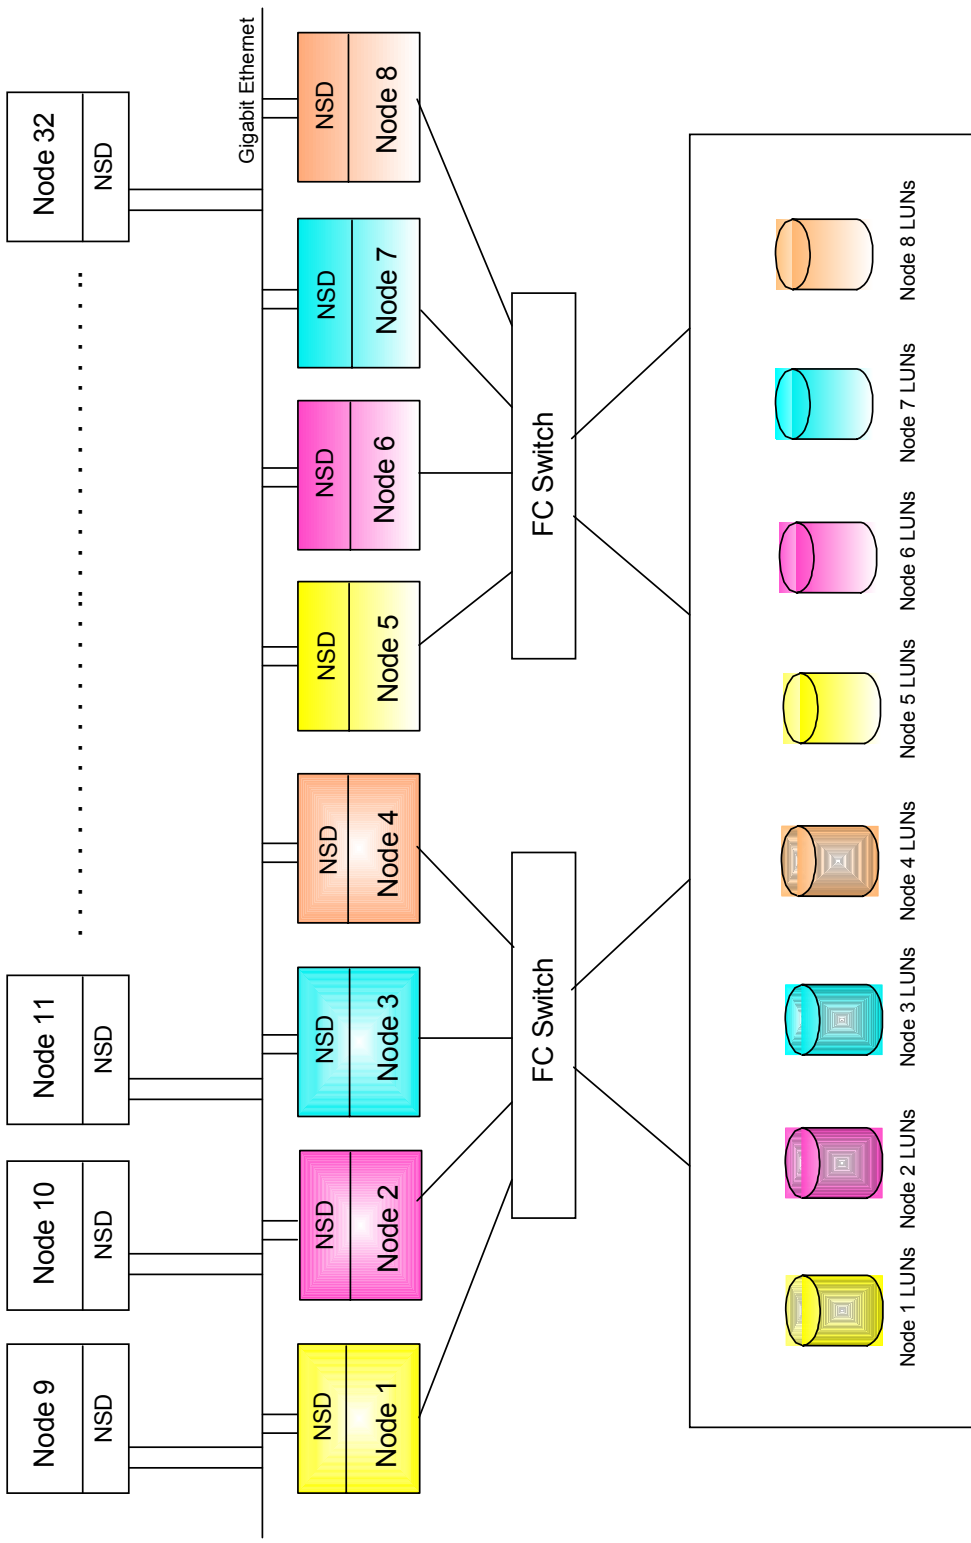 Node 9
NSD
Node 10
NSD
Node 11
NSD
Node 32
NSD
Gigabit Ethernet
NSD
Node 1
NSD
Node 2
NSD
Node 3
NSD
Node 4
NSD
Node 5
NSD
Node 6
NSD
Node 7
NSD
Node 8
FC Switch
FC Switch
Node 1 LUNs
Node 2 LUNs
Node 3 LUNs
Node 4 LUNs
Node 5 LUNs
Node 6 LUNs
Node 7 LUNs
Node 8 LUNs